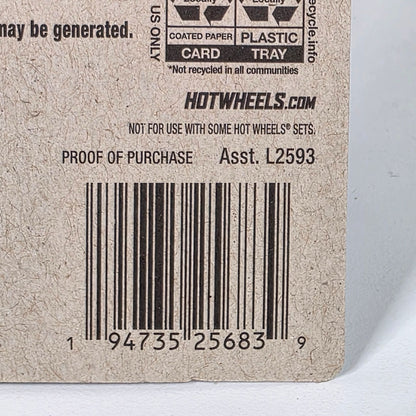 Locally Locally
may be generated.
US ONLY
COATED PAPER PLASTIC
CARD TRAY
ecycle.info
*Not recycled in all communities
HOTWHEELS.COM
NOT FOR USE WITH SOME HOT WHEELS® SETS.
PROOF OF PURCHASE Asst. L2593
1 94735 25683 9